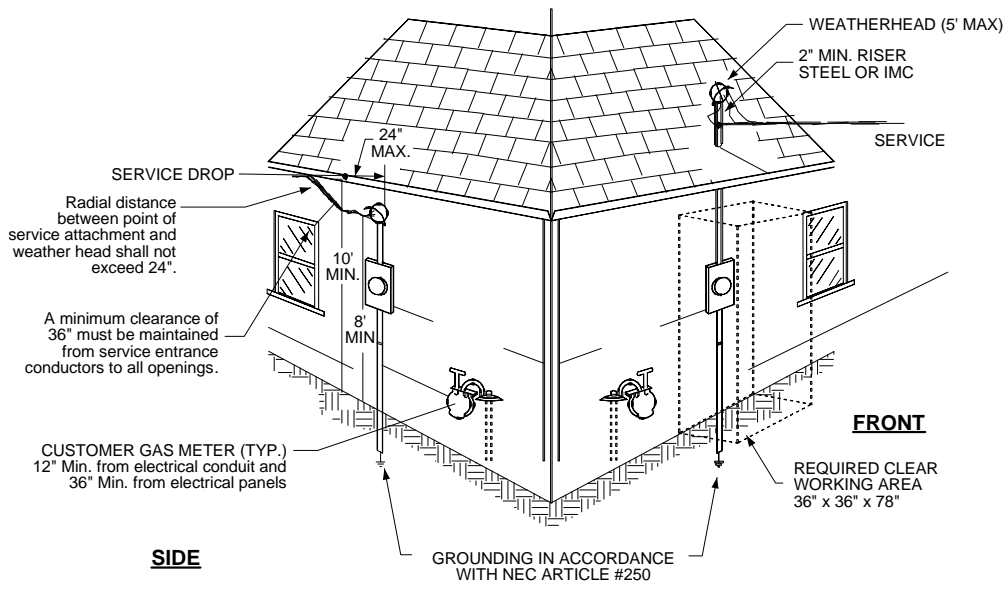 WEATHERHEAD (5' MAX)
2" MIN. RISER
STEEL OR IMC
SERVICE
24"
MAX.
SERVICE DROP
Radial distance
between point of
service attachment and
weather head shall not
exceed 24".
10'
MIN.
A minimum clearance of
36" must be maintained
from service entrance
conductors to all openings.
8'
MIN
CUSTOMER GAS METER (TYP.)
12" Min. from electrical conduit and
36" Min. from electrical panels
FRONT
REQUIRED CLEAR
WORKING AREA
36" x 36" x 78"
SIDE
GROUNDING IN ACCORDANCE
WITH NEC ARTICLE #250